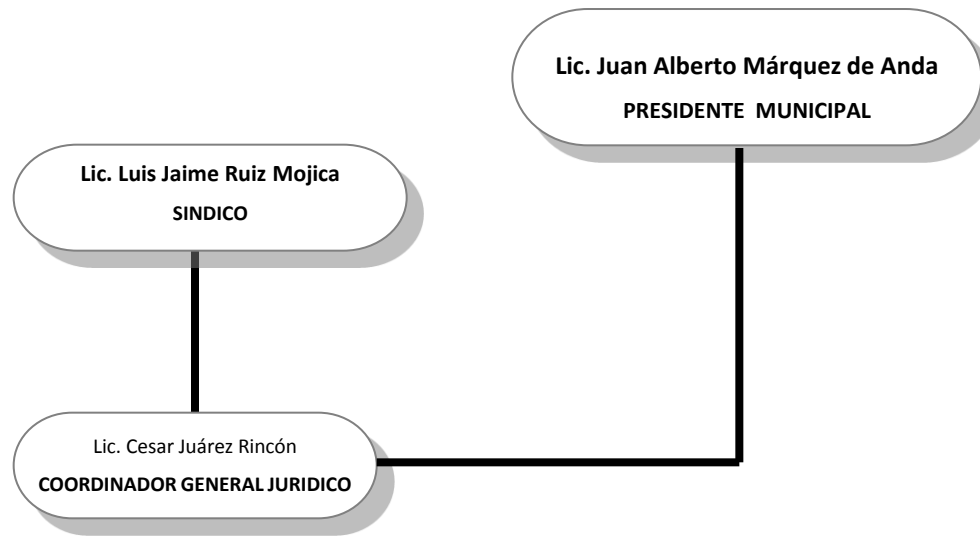 Lic. Juan Alberto Márquez de Anda
PRESIDENTE MUNICIPAL
Lic. Luis Jaime Ruiz Mojica
SINDICO
Lic. Cesar Juárez Rincón
COORDINADOR GENERAL JURIDICO